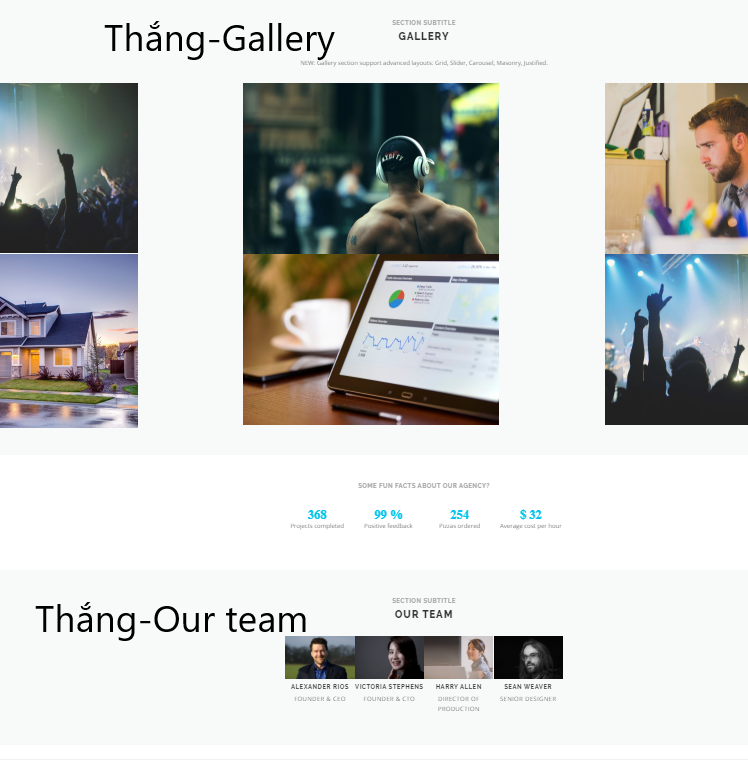 Thắng-Gallery
SECTION SUBTITLE
GALLERY
NEW: Gallery section support advanced layouts: Grid, Slider, Carousel, Masonry, Justified.
SOME FUN FACTS ABOUT OUR AGENCY?
368 99 % 254 $ 32
Projects completed Positive feedback Pizzas ordered Average cost per hour
Thắng-Our team
SECTION SUBTITLE
OUR TEAM
ALEXANDER RIOS VICTORIA STEPHENS HARRY ALLEN SEAN WEAVER
FOUNDER & CEO FOUNDER & CTO DIRECTOR OF SENIOR DESIGNER
PRODUCTION